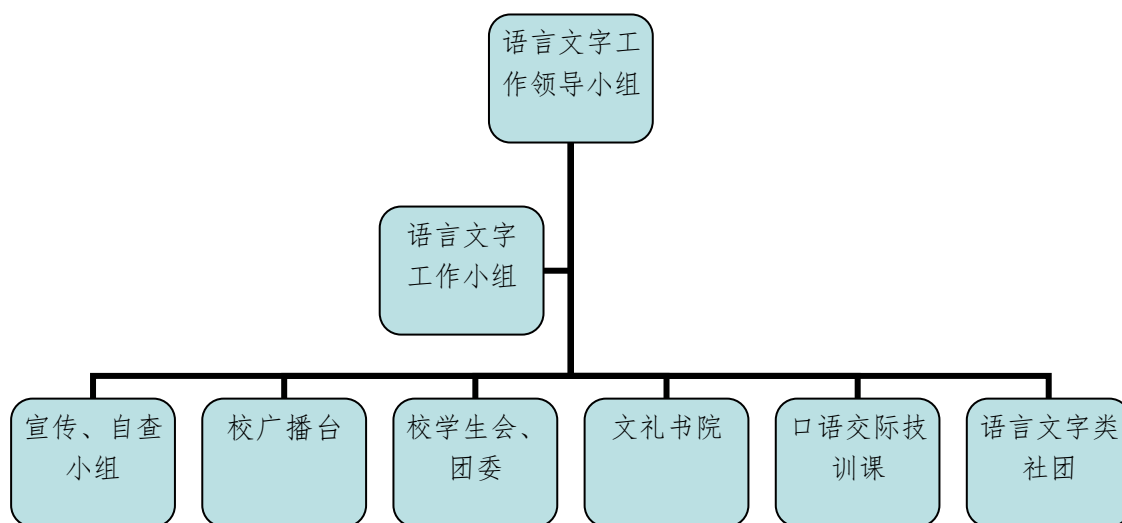 语言文字工
作领导小组
语言文字
工作小组
宣传、自查
小组
校广播台
校学生会、
团委
文礼书院
口语交际技
训课
语言文字类
社团